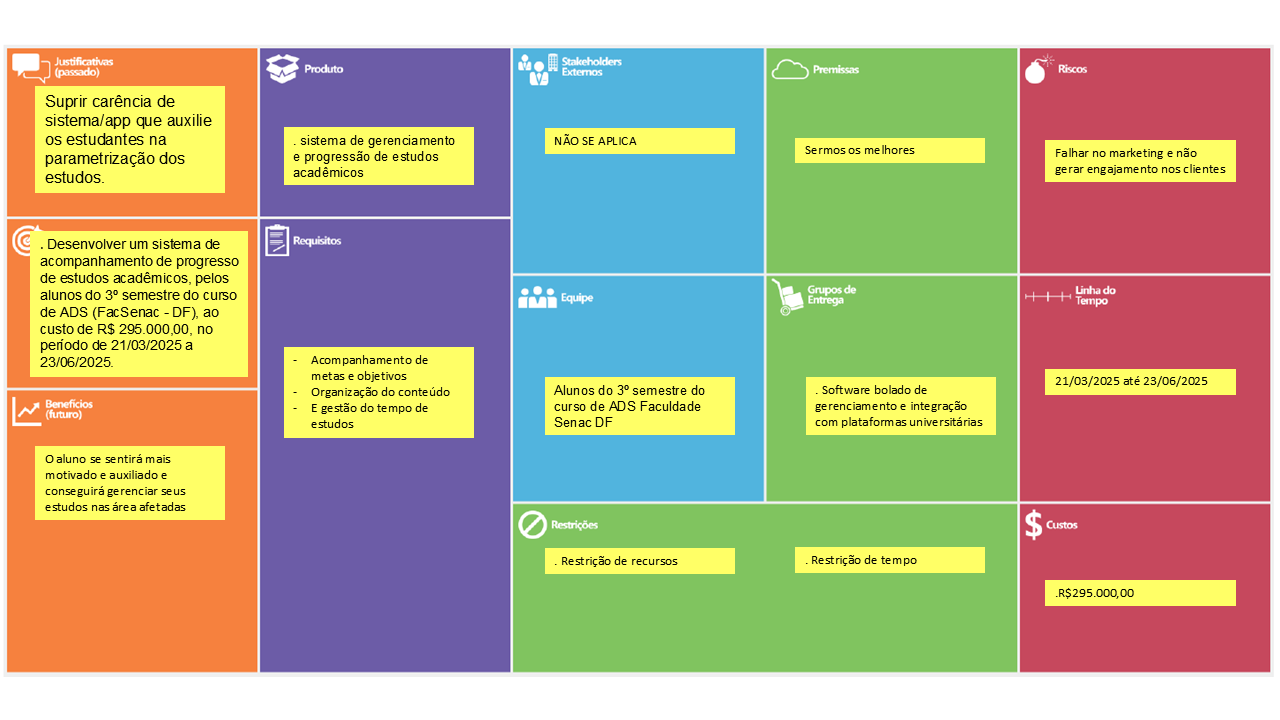 Justificativas
(passado)
Suprir carência de
sistema/app que auxilie
os estudantes na
parametrização dos
estudos.
. Desenvolver um sistema de
acompanhamento de progresso
de estudos acadêmicos, pelos
alunos do 3º semestre do curso
de ADS (FacSenac - DF), ao
custo de R$ 295.000,00, no
período de 21/03/2025 a
23/06/2025.
Benefícios
(futuro)
O aluno se sentirá mais
motivado e auxiliado e
conseguirá gerenciar seus
estudos nas área afetadas
Produto
. sistema de gerenciamento
e progressão de estudos
acadêmicos
Requisitos
- Acompanhamento de
metas e objetivos
- Organização do conteúdo
- E gestão do tempo de
estudos
Stakeholders
Externos
NÃO SE APLICA
Equipe
Alunos do 3º semestre do
curso de ADS Faculdade
Senac DF
Premissas
Sermos os melhores
Grupos de
Entrega
. Software bolado de
gerenciamento e integração
com plataformas universitárias
Restrições
. Restrição de recursos
. Restrição de tempo
Riscos
Falhar no marketing e não
gerar engajamento nos clientes
Linha do
Tempo
21/03/2025 até 23/06/2025
$ Custos
.R$295.000,00